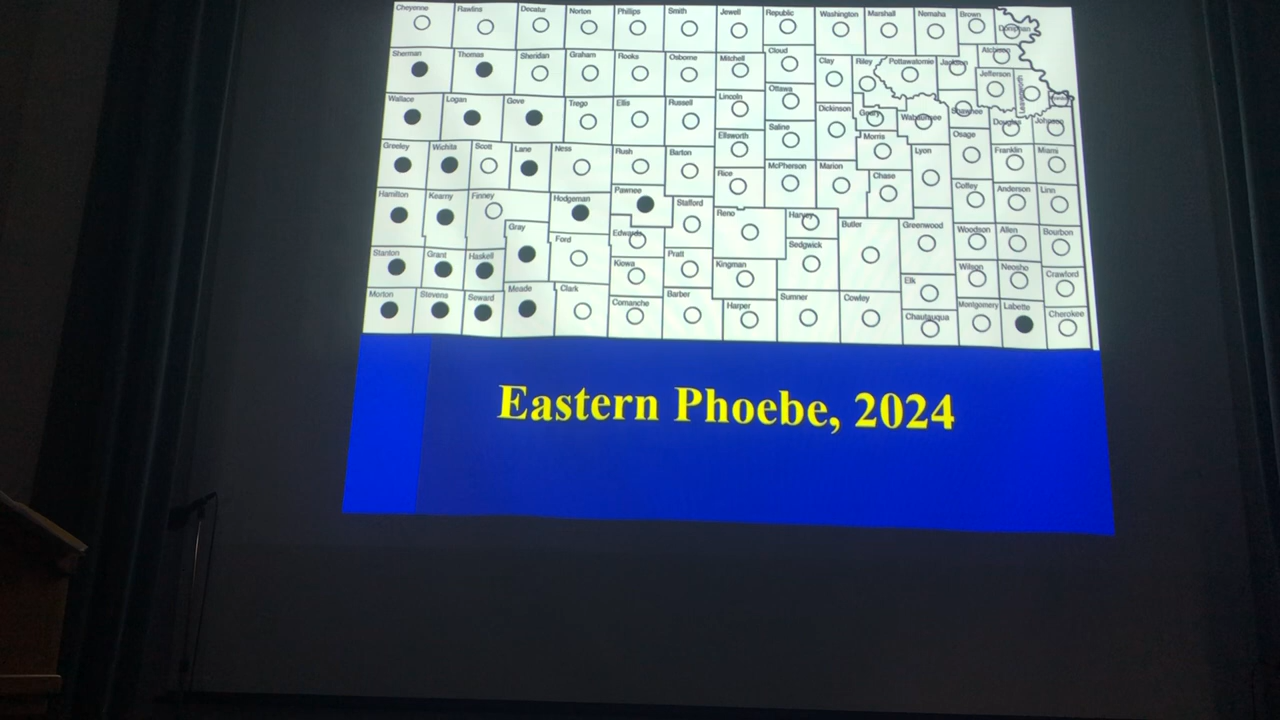 Cheyenne Rawlins Decatur Norton Phillips Smith Jewell Republic Washington Marshall Nemaha Brown Doniphan
Sherman Thomas Sheridan Graham Rooks Osborne Mitchell Cloud Clay Riley Pottawatomie Jackson Atchison
Jefferson Leavenworth
Wallace Logan Gove Trego Ellis Russell Lincoln Ottawa Dickinson Geary Wabaunsee Shawnee Douglas Johnson
Greeley Wichita Scott Lane Ness Rush Barton Ellsworth Saline Morris Osage Franklin Miami
Rice McPherson Marion Chase Lyon
Hamilton Kearny Finney Hodgeman Pawnee Stafford Reno Harvey Coffey Anderson Linn
Gray Ford Edwards Sedgwick Butler Greenwood Woodson Allen Bourbon
Stanton Grant Haskell Kiowa Pratt Kingman Elk Wilson Neosho Crawford
Morton Stevens Seward Meade Clark Comanche Barber Harper Sumner Cowley Chautauqua Montgomery Labette Cherokee
Eastern Phoebe, 2024